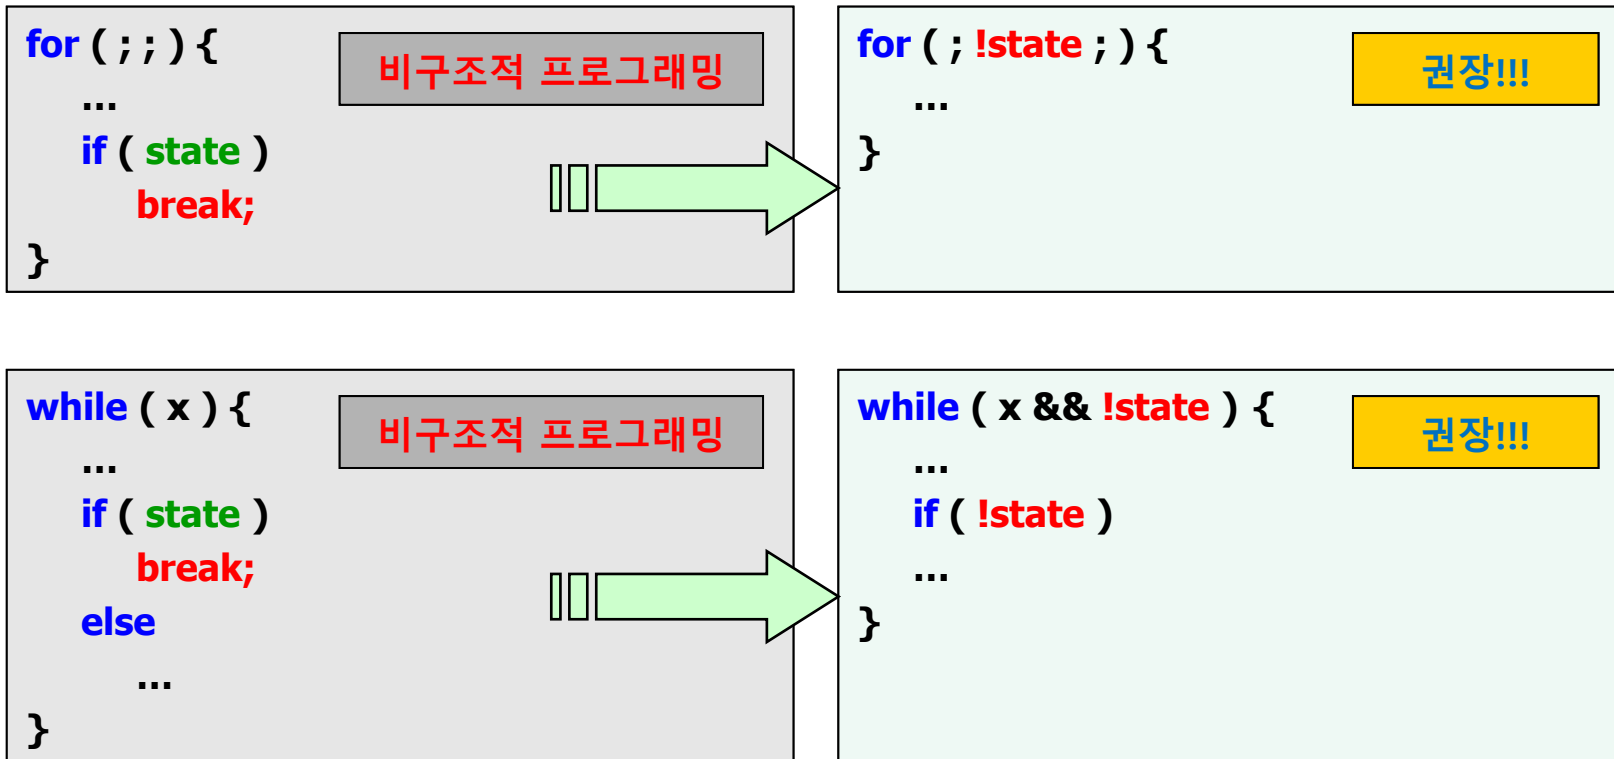 for ( ; ; ) {
비구조적 프로그래밍
...
if ( state )
break;
}
for ( ; !state ; ) {
권장!!!
...
}
while ( x ) {
비구조적 프로그래밍
...
if ( state )
break;
else
...
}
while ( x && !state ) {
권장!!!
...
if ( !state )
...
}